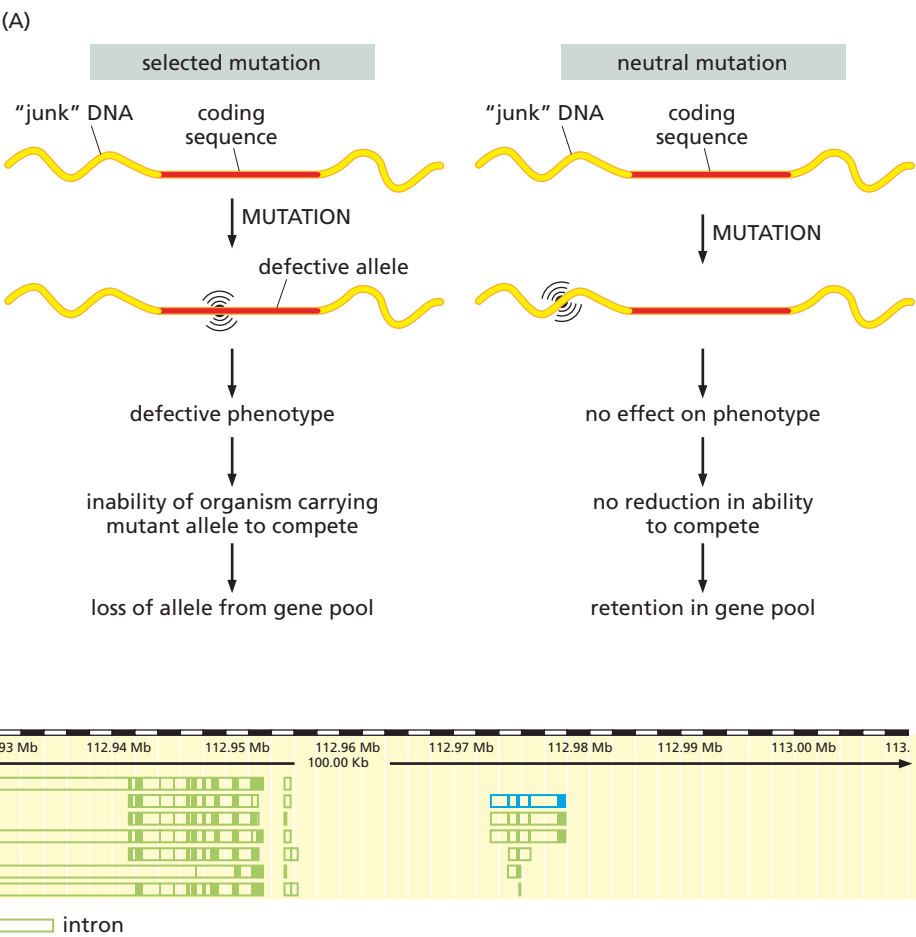 (A)
selected mutation
“junk” DNA
coding
sequence
MUTATION
defective allele
defective phenotype
inability of organism carrying
mutant allele to compete
loss of allele from gene pool
neutral mutation
“junk” DNA
coding
sequence
MUTATION
no effect on phenotype
no reduction in ability
to compete
retention in gene pool
93 Mb 112.94 Mb 112.95 Mb 112.96 Mb 112.97 Mb 112.98 Mb 112.99 Mb 113.00 Mb 113.
100.00 Kb
intron